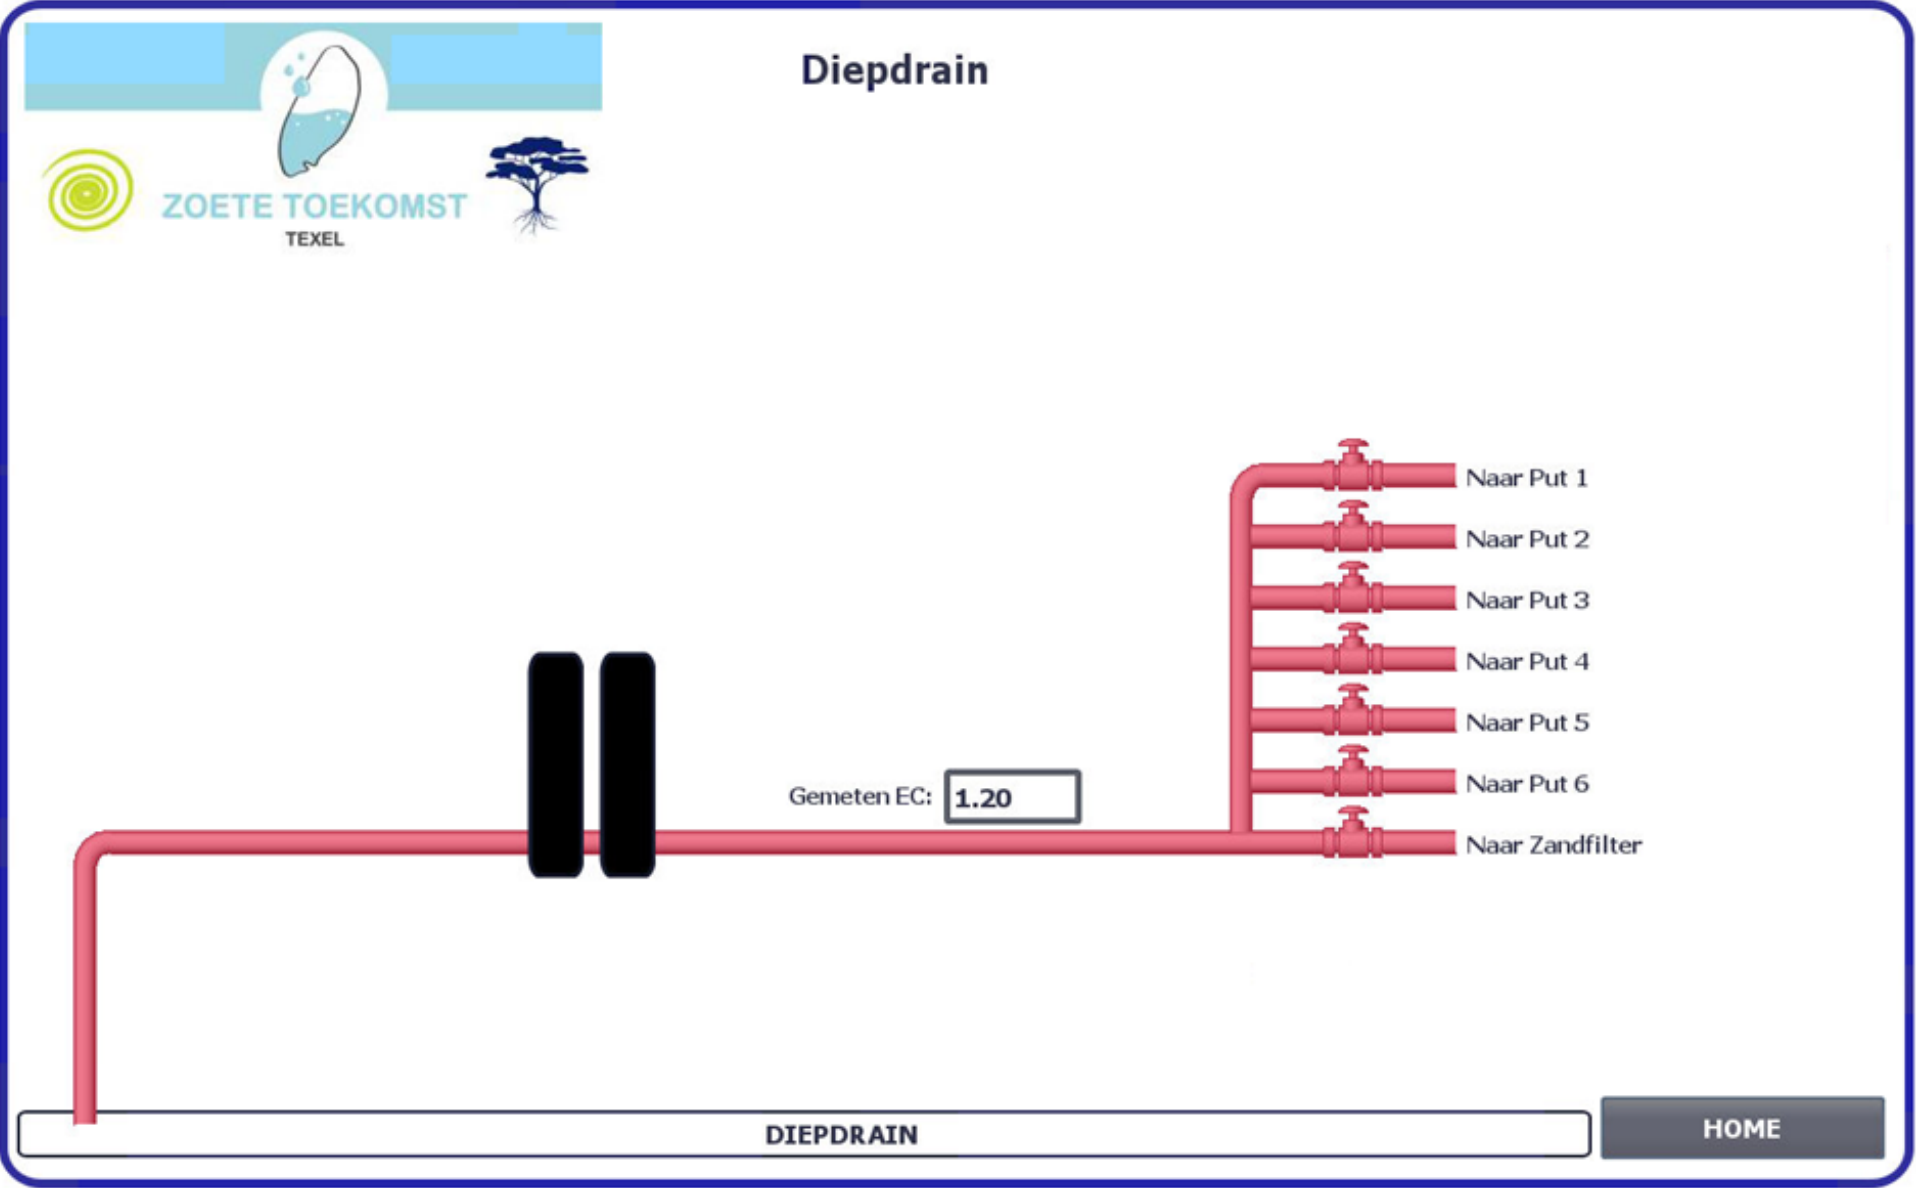 Diepdrain
ZOETE TOEKOMST
TEXEL
Naar Put 1
Naar Put 2
Naar Put 3
Naar Put 4
Naar Put 5
Naar Put 6
Gemeten EC: 1.20
Naar Zandfilter
DIEPDRAIN
HOME